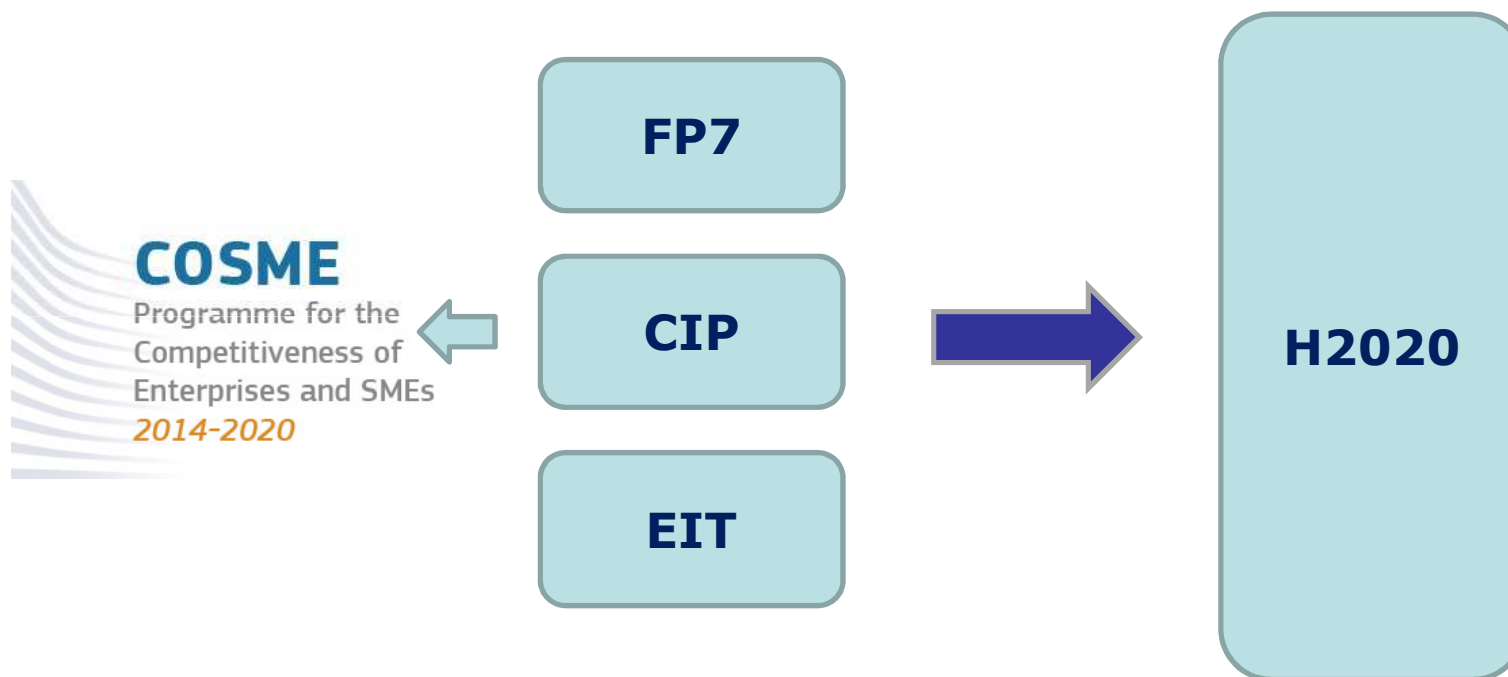 COSME
Programme for the
Competitiveness of
Enterprises and SMEs
2014-2020
FP7
CIP
EIT
H2020